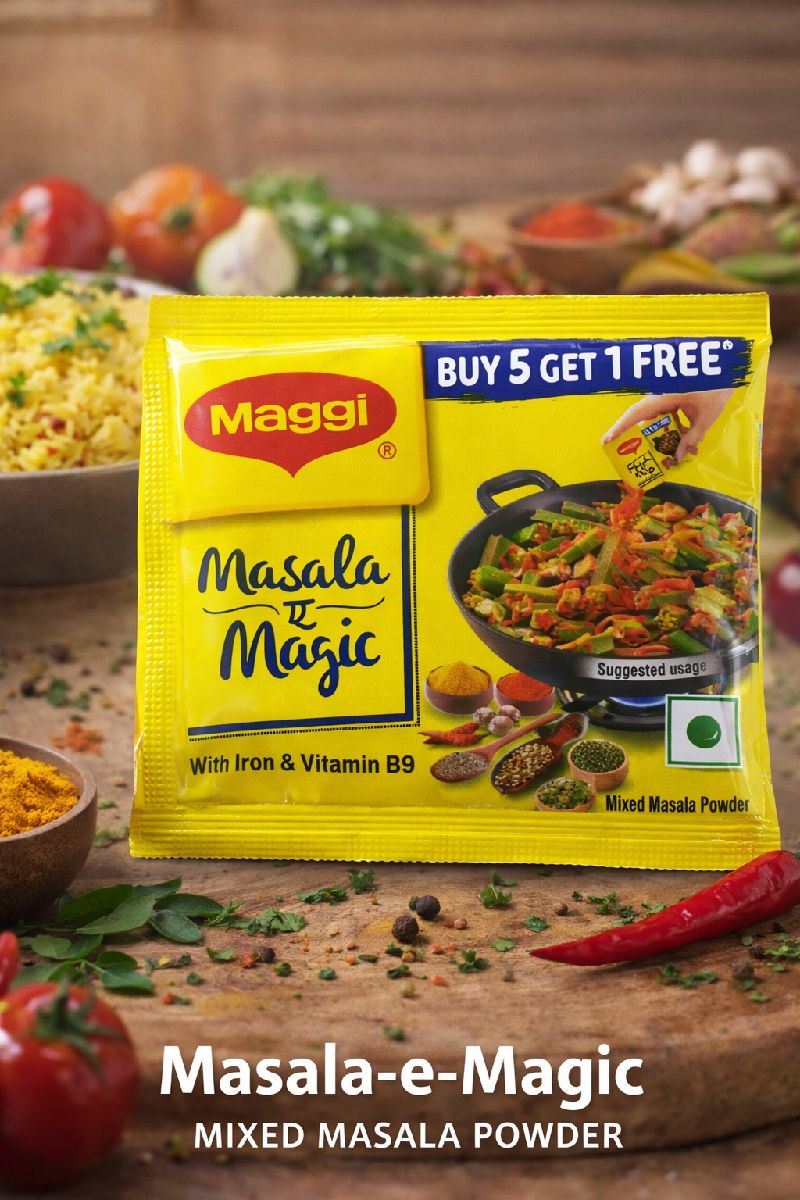 BUY 5 GET 1 FREE*
Maggi
®
Masala
ए
Magic
Suggested usage
With Iron & Vitamin B9
Mixed Masala Powder
Masala-e-Magic
MIXED MASALA POWDER